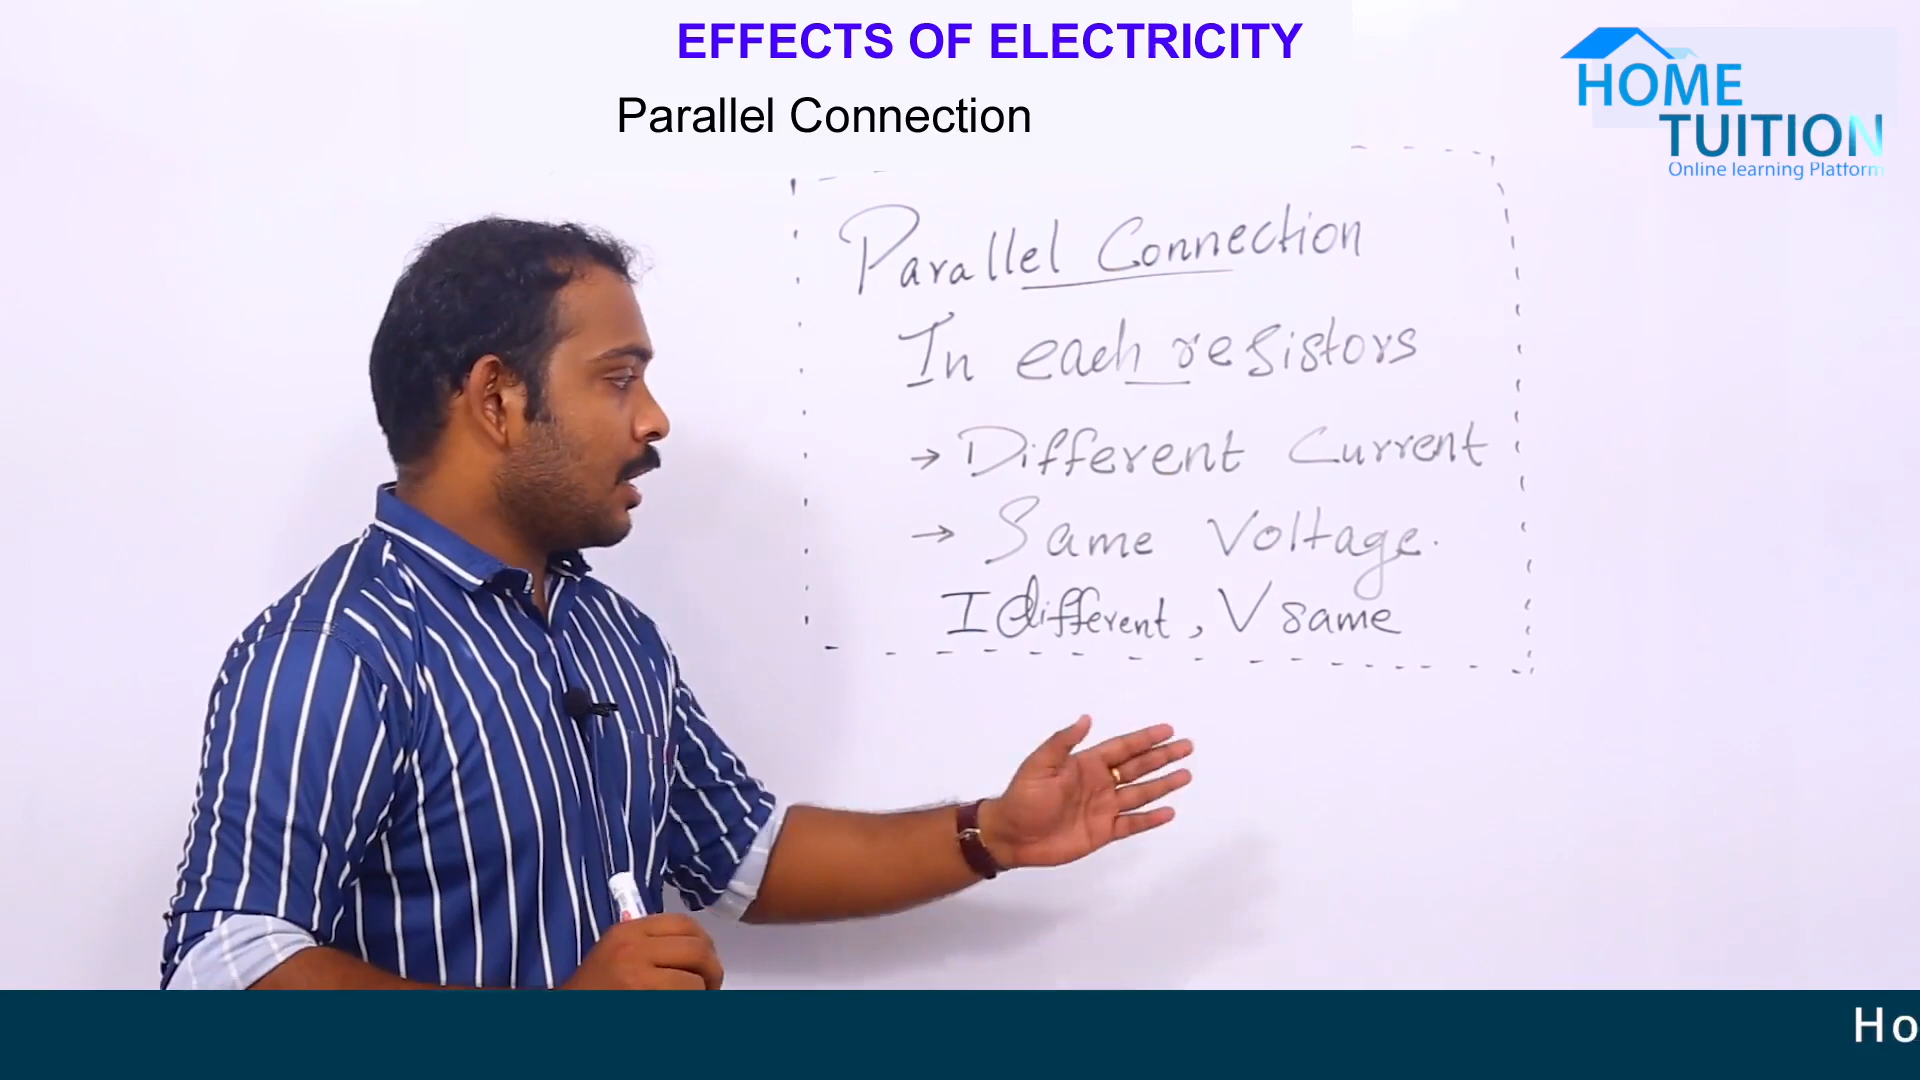 EFFECTS OF ELECTRICITY
Parallel Connection
HOME
TUITION
Online learning Platform
Parallel Connection
In each resistors
→ Different Current
→ Same Voltage.
I different, V same
Ho